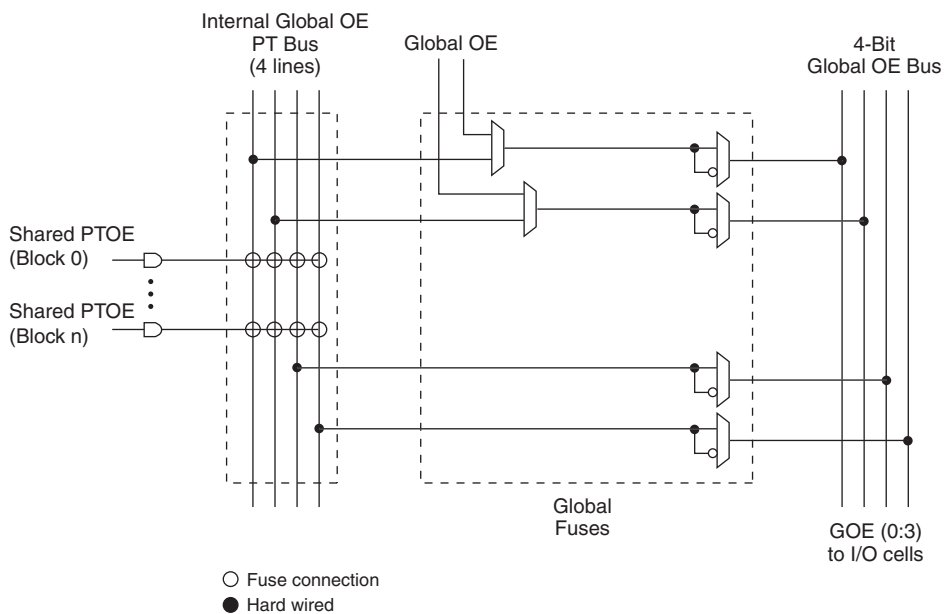 Internal Global OE
PT Bus
(4 lines)
Global OE
4-Bit
Global OE Bus
Shared PTOE
(Block 0)
Shared PTOE
(Block n)
Global
Fuses
GOE (0:3)
to I/O cells
Fuse connection
Hard wired